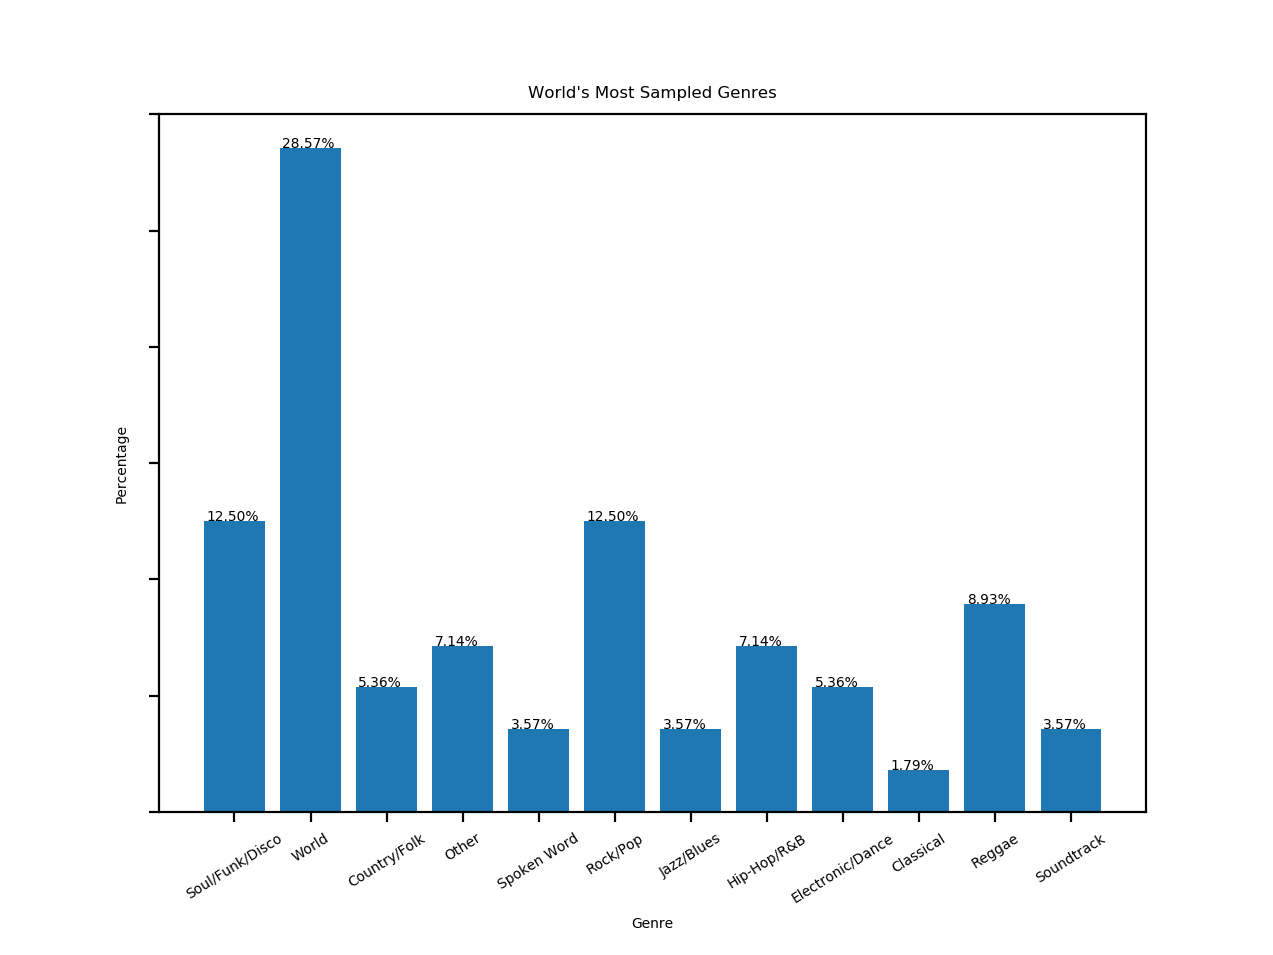 World's Most Sampled Genres
28.57%
12.50%
12.50%
8.93%
7.14%
7.14%
5.36%
5.36%
3.57%
3.57%
3.57%
1.79%
Percentage
Soul/Funk/Disco
World
Country/Folk
Other
Spoken Word
Rock/Pop
Jazz/Blues
Hip-Hop/R&B
Electronic/Dance
Classical
Reggae
Soundtrack
Genre